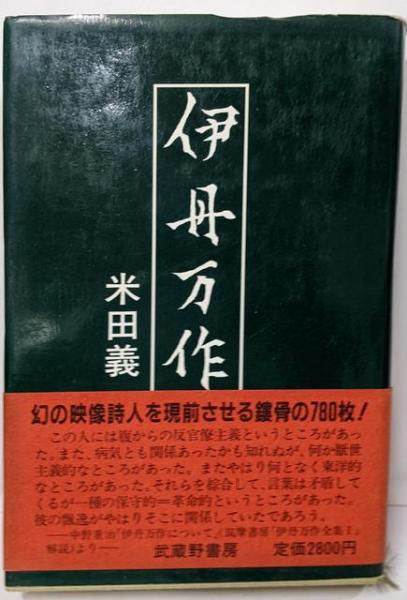 伊丹万作
米田義
幻の映像詩人を現前させる鏤骨の780枚!
この人には腹からの反官僚主義というところがあっ
た。また、病気とも関係あったかも知れぬが、何か厭世
主義的なところがあった。またやはり何となく東洋的
なところがあった。それらを綜合して、言葉は矛盾して
くるが一種の保守的=革命的というところがあった。
彼の飄逸がやはりそこに関係していたであろう。
——中野重治「伊丹万作について」(筑摩書房「伊丹万作全集Ⅰ」
解説)より——
武蔵野書房 定価2800円